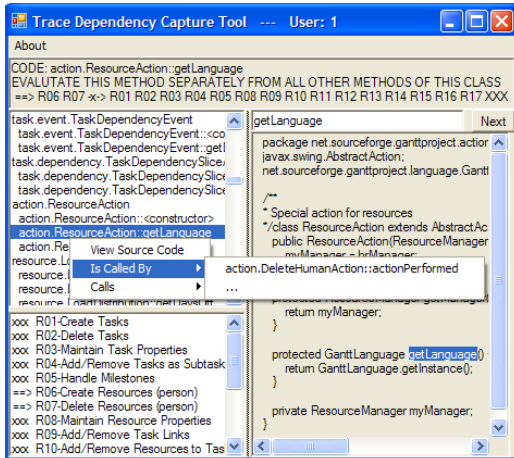 Trace Dependency Capture Tool --- User: 1
About
CODE: action.ResourceAction::getLanguage
EVALUTATE THIS METHOD SEPARATELY FROM ALL OTHER METHODS OF THIS CLASS
==> R06 R07 -x-> R01 R02 R03 R04 R05 R08 R09 R10 R11 R12 R13 R14 R15 R16 R17 XXX
task.event.TaskDependencyEvent
task.event.TaskDependencyEvent::<co
task.event.TaskDependencyEvent::getl
task.dependency.TaskDependencySlice
task.dependency.TaskDependencySlice
task.dependency.TaskDependencySlice
action.ResourceAction
action.ResourceAction::<constructor>
action.ResourceAction::getLanguage
action.Re
resource.Lo
resource.l
resource.l
resource.LoadDistribution::getDaysOff
View Source Code
Is Called By
Calls
action.DeleteHumanAction::actionPerformed
...
xxx R01-Create Tasks
xxx R02-Delete Tasks
xxx R03-Maintain Task Properties
xxx R04-Add/Remove Tasks as Subtask
xxx R05-Handle Milestones
==> R06-Create Resources (person)
==> R07-Delete Resources (person)
xxx R08-Maintain Resource Properties
xxx R09-Add/Remove Task Links
xxx R10-Add/Remove Resources to Tas
getLanguage
Next
package net.sourceforge.ganttproject.action
javax.swing.AbstractAction;
net.sourceforge.ganttproject.language.Gantt
/**
* Special action for resources
*/class ResourceAction extends AbstractAc
public ResourceAction(ResourceManager
myManager = hrManager;
protected ResourceManager getManager(
return myManager;
}
protected GanttLanguage getLanguage()
return GanttLanguage.getInstance();
}
private ResourceManager myManager;
}